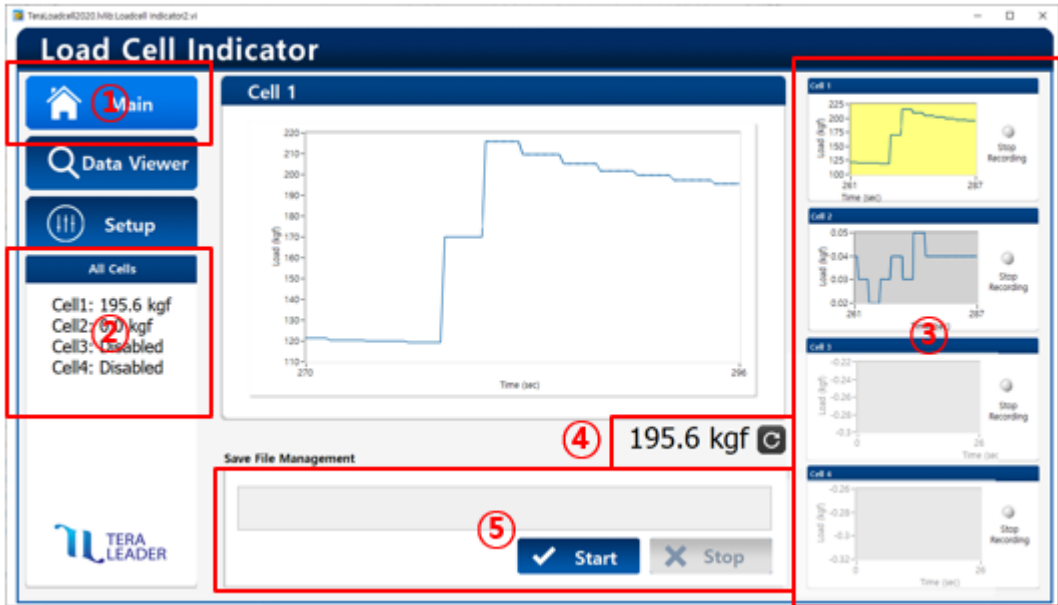 TeraLoadcell2020.lvlib:Loadcell indicator2.vi
Load Cell Indicator
① Main
Data Viewer
Setup
All Cells
Cell1: 195.6 kgf
Cell2: 0.0 kgf
Cell3: Disabled
Cell4: Disabled
②
TERA
LEADER
Cell 1
220
210
200
190
180
170
160
150
140
130
120
110
Load (kgf)
270
296
Time (sec)
④ 195.6 kgf
Save File Management
⑤
Start
Stop
③
Cell 1
225
200
175
150
125
100
Load (kgf)
261
287
Time (sec)
Stop
Recording
Cell 2
0.05
0.04
0.03
0.02
Load (kgf)
261
287
Time (sec)
Stop
Recording
Cell 3
-0.22
-0.24
-0.26
-0.28
-0.3
Load (kgf)
0
26
Time (sec
Stop
Recording
Cell 4
-0.26
-0.28
-0.3
-0.32
Load (kgf)
0
26
Time (sec)
Stop
Recording